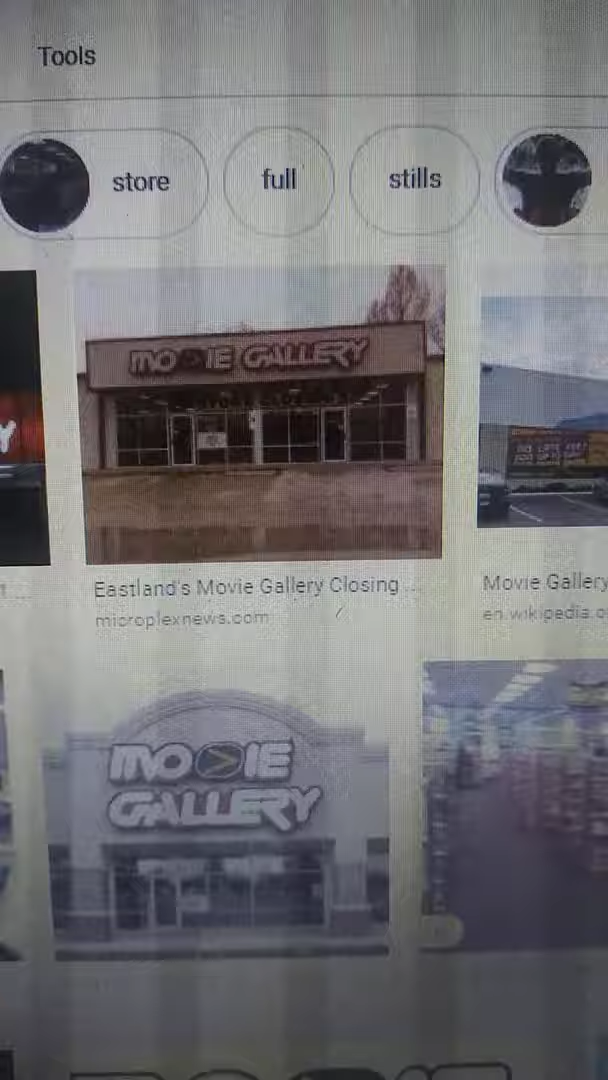 Tools
store
full
stills
MOVIE GALLERY
Eastland's Movie Gallery Closing ...
microplexnews.com
Movie Gallery
en.wikipedia.o
MOVIE
GALLERY